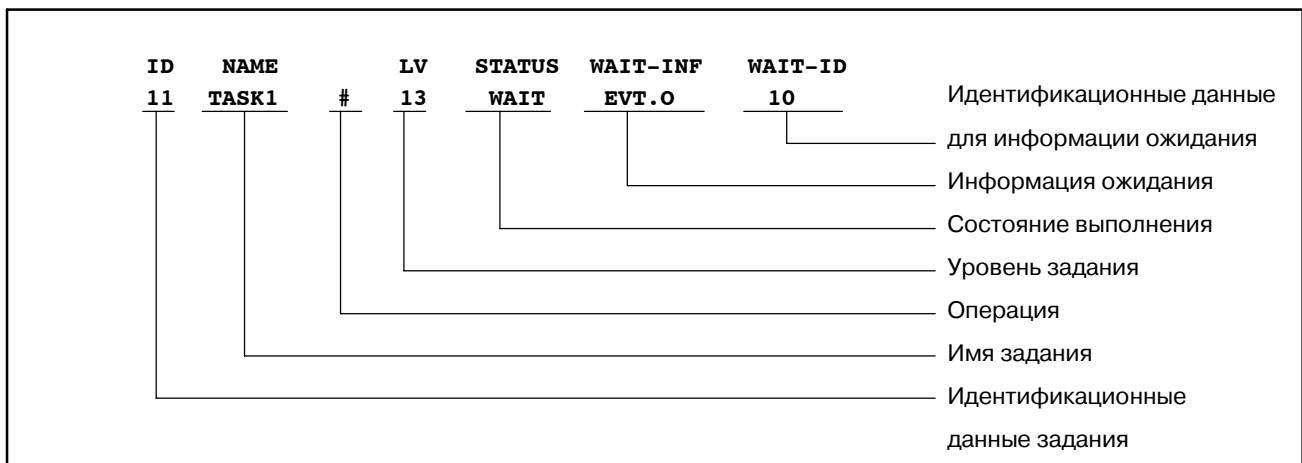 ID NAME LV STATUS WAIT-INF WAIT-ID
11 TASK1 # 13 WAIT EVT.O 10
Идентификационные данные
для информации ожидания
Информация ожидания
Состояние выполнения
Уровень задания
Операция
Имя задания
Идентификационные
данные задания